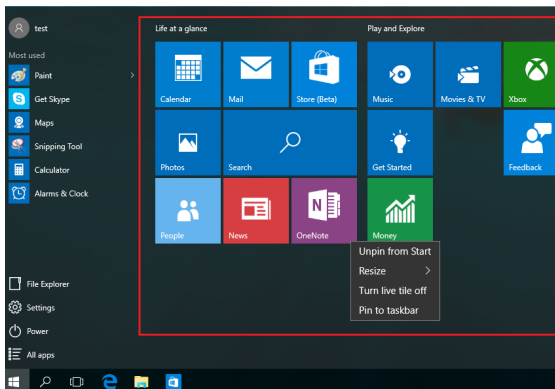 test
Most used
Paint
Get Skype
Maps
Snipping Tool
Calculator
Alarms & Clock
File Explorer
Settings
Power
All apps
Life at a glance
Play and Explore
Calendar
Mail
Store (Beta)
Music
Movies & TV
Xbox
Photos
Search
Get Started
Feedback
People
News
OneNote
Money
Unpin from Start
Resize
Turn live tile off
Pin to taskbar